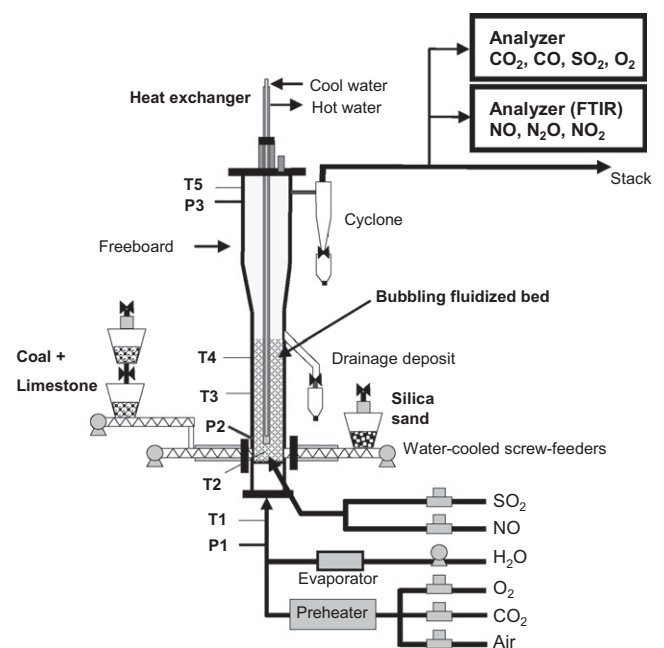 Analyzer
CO₂, CO, SO₂, O₂
Analyzer (FTIR)
NO, N₂O, NO₂
Stack
Cool water
Hot water
Heat exchanger
T5
P3
Cyclone
Freeboard
Bubbling fluidized bed
T4
Drainage deposit
Coal +
Limestone
T3
Silica
sand
P2
Water-cooled screw-feeders
T2
SO₂
T1
NO
P1
H₂O
Evaporator
O₂
Preheater
CO₂
Air